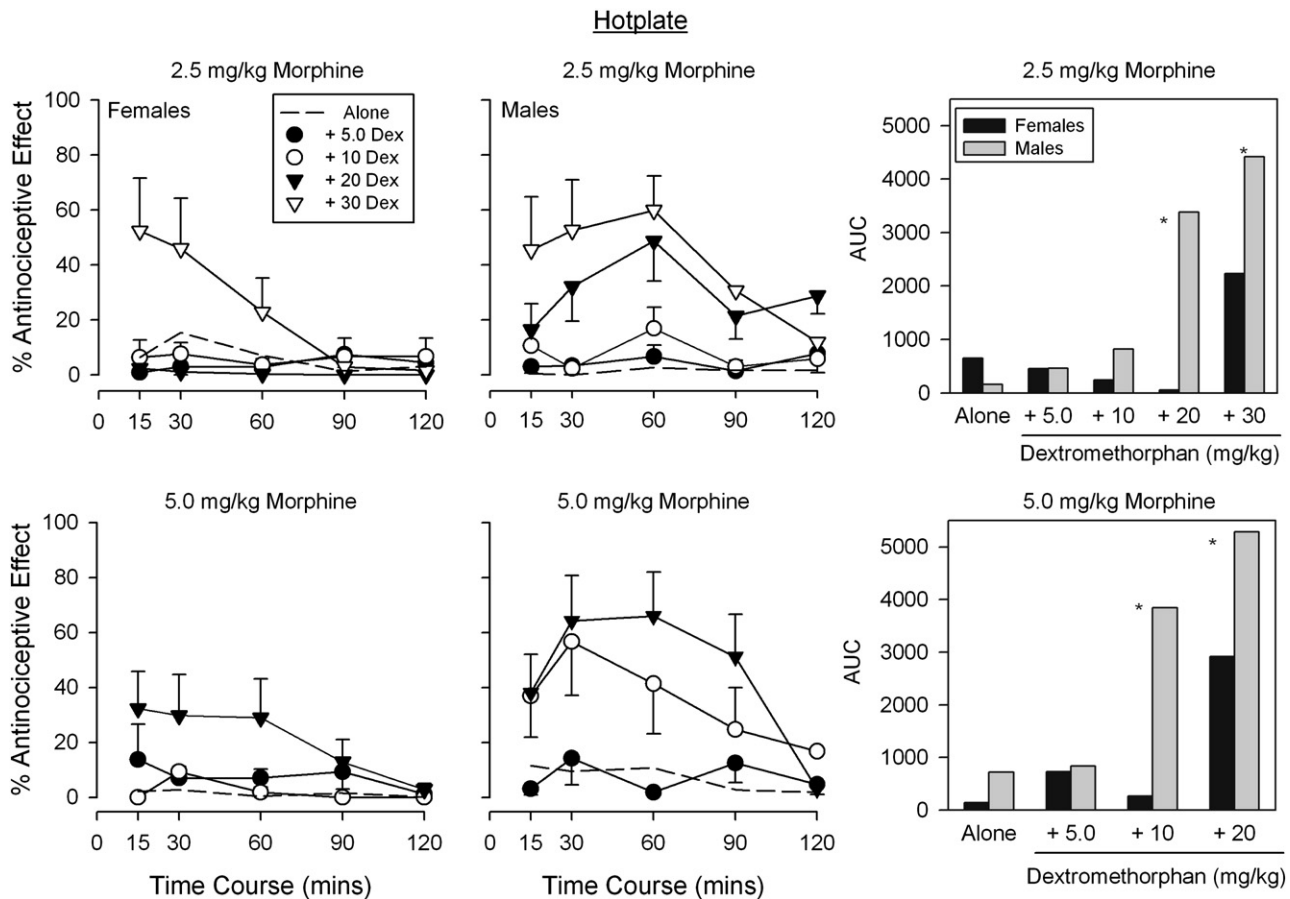 Hotplate
2.5 mg/kg Morphine
% Antinociceptive Effect
100
80
60
40
20
0
Females
Alone
+ 5.0 Dex
+ 10 Dex
+ 20 Dex
+ 30 Dex
0 15 30 60 90 120
2.5 mg/kg Morphine
Males
0 15 30 60 90 120
2.5 mg/kg Morphine
AUC
5000
4000
3000
2000
1000
0
Females
Males
*
*
Alone + 5.0 + 10 + 20 + 30
Dextromethorphan (mg/kg)
5.0 mg/kg Morphine
% Antinociceptive Effect
100
80
60
40
20
0
0 15 30 60 90 120
Time Course (mins)
5.0 mg/kg Morphine
0 15 30 60 90 120
Time Course (mins)
5.0 mg/kg Morphine
AUC
5000
4000
3000
2000
1000
0
*
*
Alone + 5.0 + 10 + 20
Dextromethorphan (mg/kg)